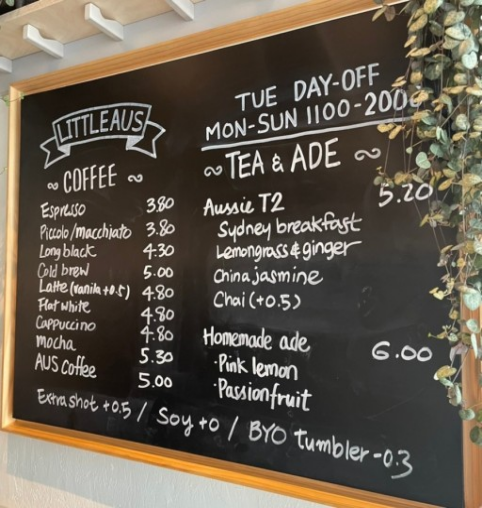 LITTLEAUS
TUE DAY-OFF
MON-SUN 1100-2000
~ COFFEE ~
Espresso 3.80
Piccolo/macchiato 3.80
Long black 4.30
Cold brew 5.00
Latte (vanila+0.5) 4.80
Flat white 4.80
Cappuccino 4.80
mocha 5.30
AUS Coffee 5.00
~ TEA & ADE ~
Aussie T2 5.20
Sydney breakfast
Lemongrass & ginger
China jasmine
Chai (+0.5)
Homemade ade 6.00
·Pink lemon
·Passionfruit
Extra shot +0.5 / Soy +0 / BYO tumbler -0.3